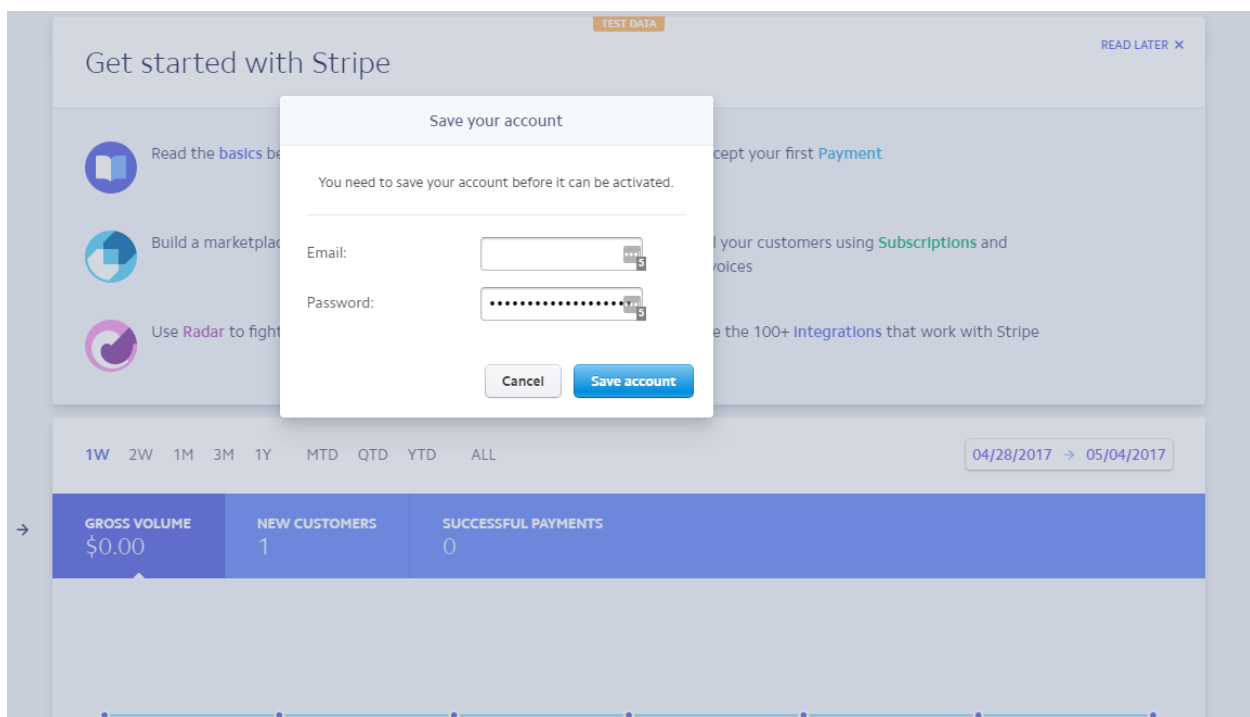 TEST DATA
Get started with Stripe
READ LATER ×
Save your account
Read the basics be
cept your first Payment
You need to save your account before it can be activated.
Build a marketplac
l your customers using Subscriptions and
voices
Email:
5
Password:
••••••••••••••••••••
5
Use Radar to fight
e the 100+ Integrations that work with Stripe
Cancel
Save account
1W 2W 1M 3M 1Y MTD QTD YTD ALL
04/28/2017 → 05/04/2017
→
GROSS VOLUME
$0.00
NEW CUSTOMERS
1
SUCCESSFUL PAYMENTS
0